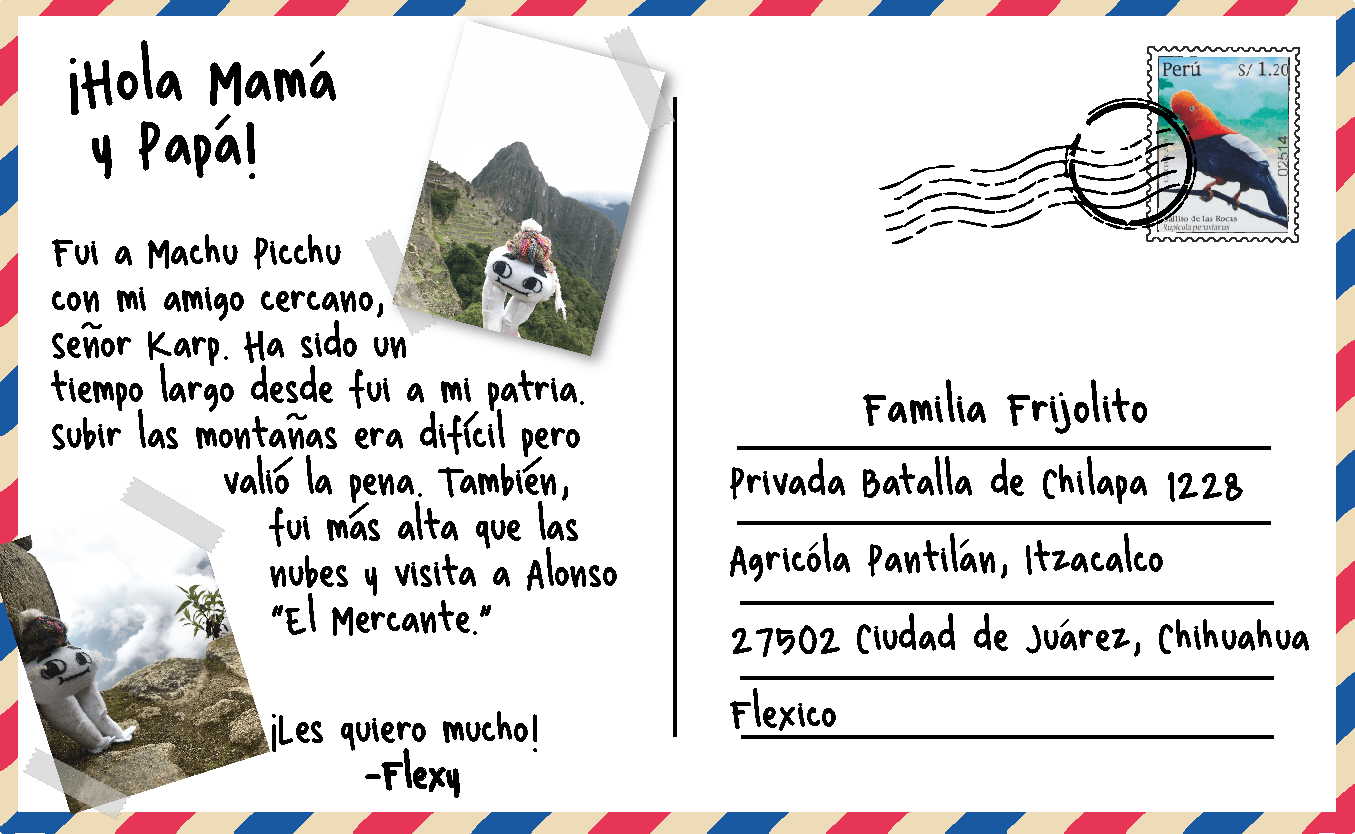 ¡Hola Mamá
y Papá!
Fui a Machu Picchu
con mi amigo cercano,
Señor Karp. Ha sido un
tiempo largo desde fui a mi patria.
Subir las montañas era difícil pero
valió la pena. También,
fui más alta que las
nubes y visita a Alonso
"El Mercante."
¡Les quiero mucho!
-Flexy
Perú S/ 1.20
02514
Gallito de las Rocas
Rupicola peruvianus
Familia Frijolito
Privada Batalla de Chilapa 1228
Agricóla Pantilán, Itzacalco
27502 Ciudad de Juárez, Chihuahua
Flexico